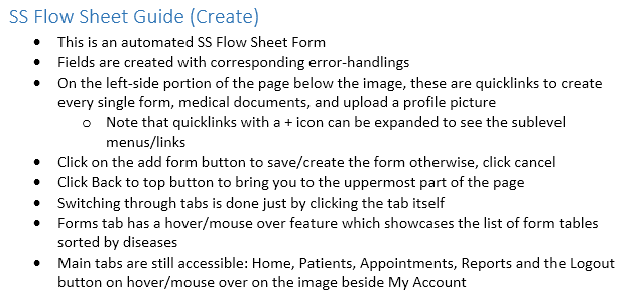 SS Flow Sheet Guide (Create)
• This is an automated SS Flow Sheet Form
• Fields are created with corresponding error-handlings
• On the left-side portion of the page below the image, these are quicklinks to create
every single form, medical documents, and upload a profile picture
o Note that quicklinks with a + icon can be expanded to see the sublevel
menus/links
• Click on the add form button to save/create the form otherwise, click cancel
• Click Back to top button to bring you to the uppermost part of the page
• Switching through tabs is done just by clicking the tab itself
• Forms tab has a hover/mouse over feature which showcases the list of form tables
sorted by diseases
• Main tabs are still accessible: Home, Patients, Appointments, Reports and the Logout
button on hover/mouse over on the image beside My Account